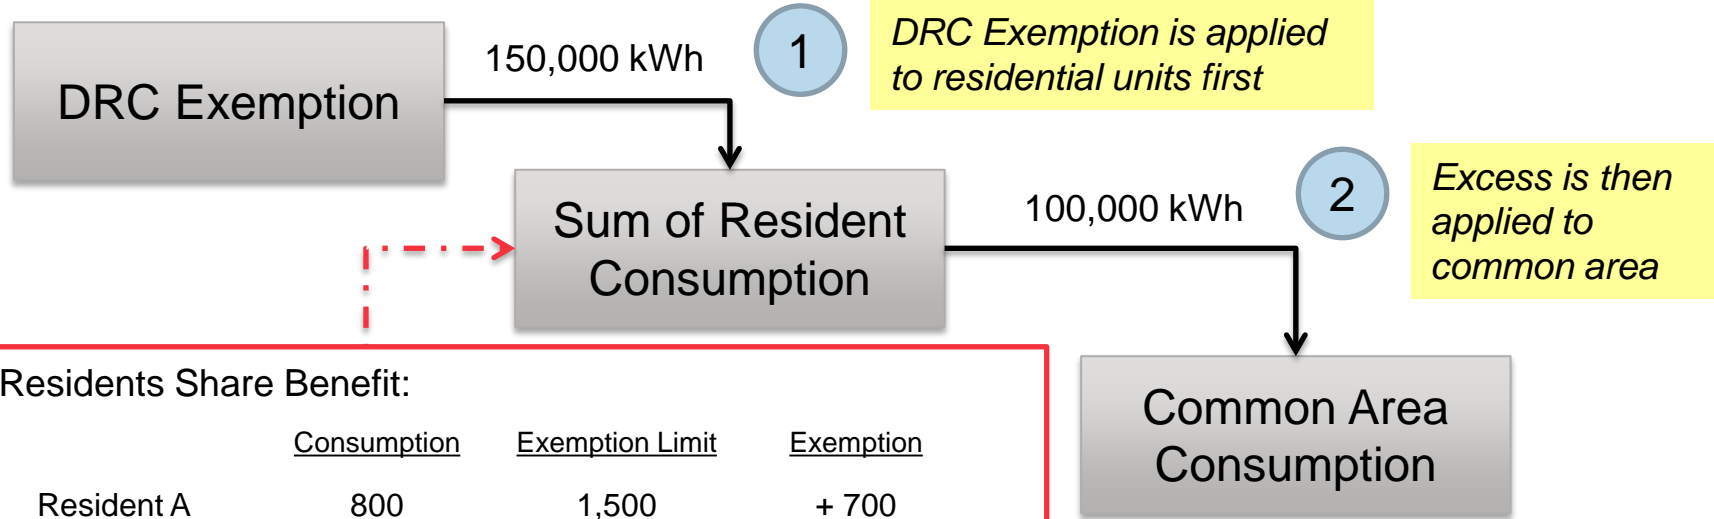 DRC Exemption
150,000 kWh
1
DRC Exemption is applied
to residential units first
Sum of Resident
Consumption
100,000 kWh
2
Excess is then
applied to
common area
Common Area
Consumption
Residents Share Benefit:
Consumption Exemption Limit Exemption
Resident A 800 1,500 + 700